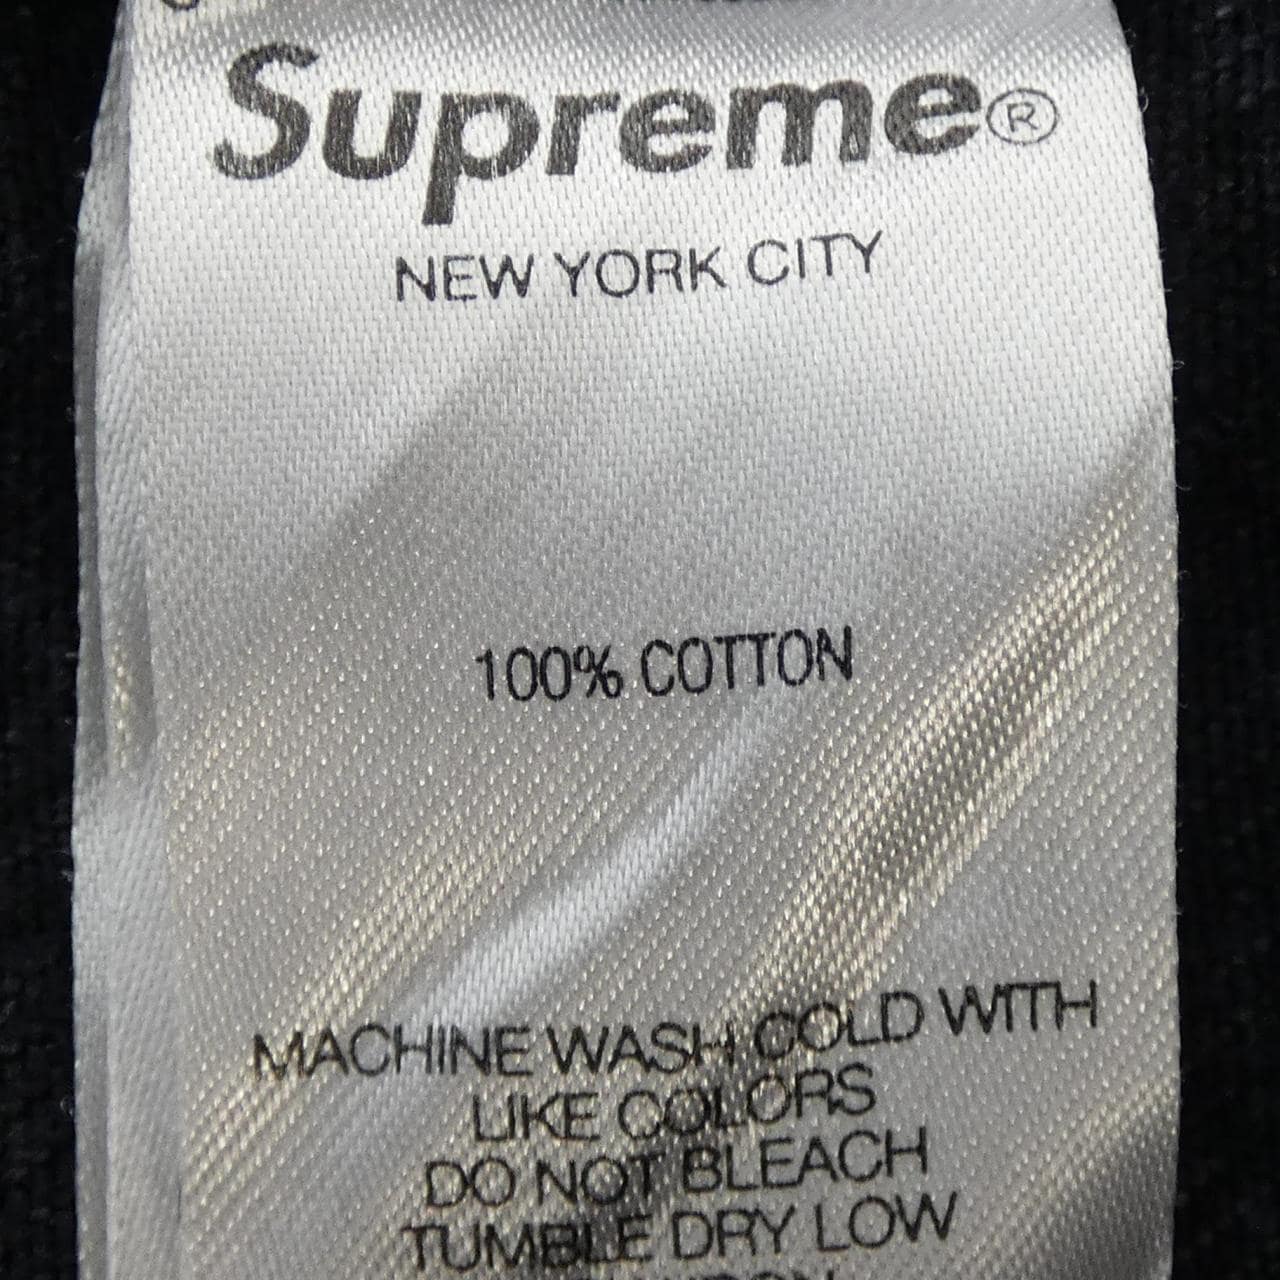 Supreme®
NEW YORK CITY
100% COTTON
MACHINE WASH COLD WITH
LIKE COLORS
DO NOT BLEACH
TUMBLE DRY LOW